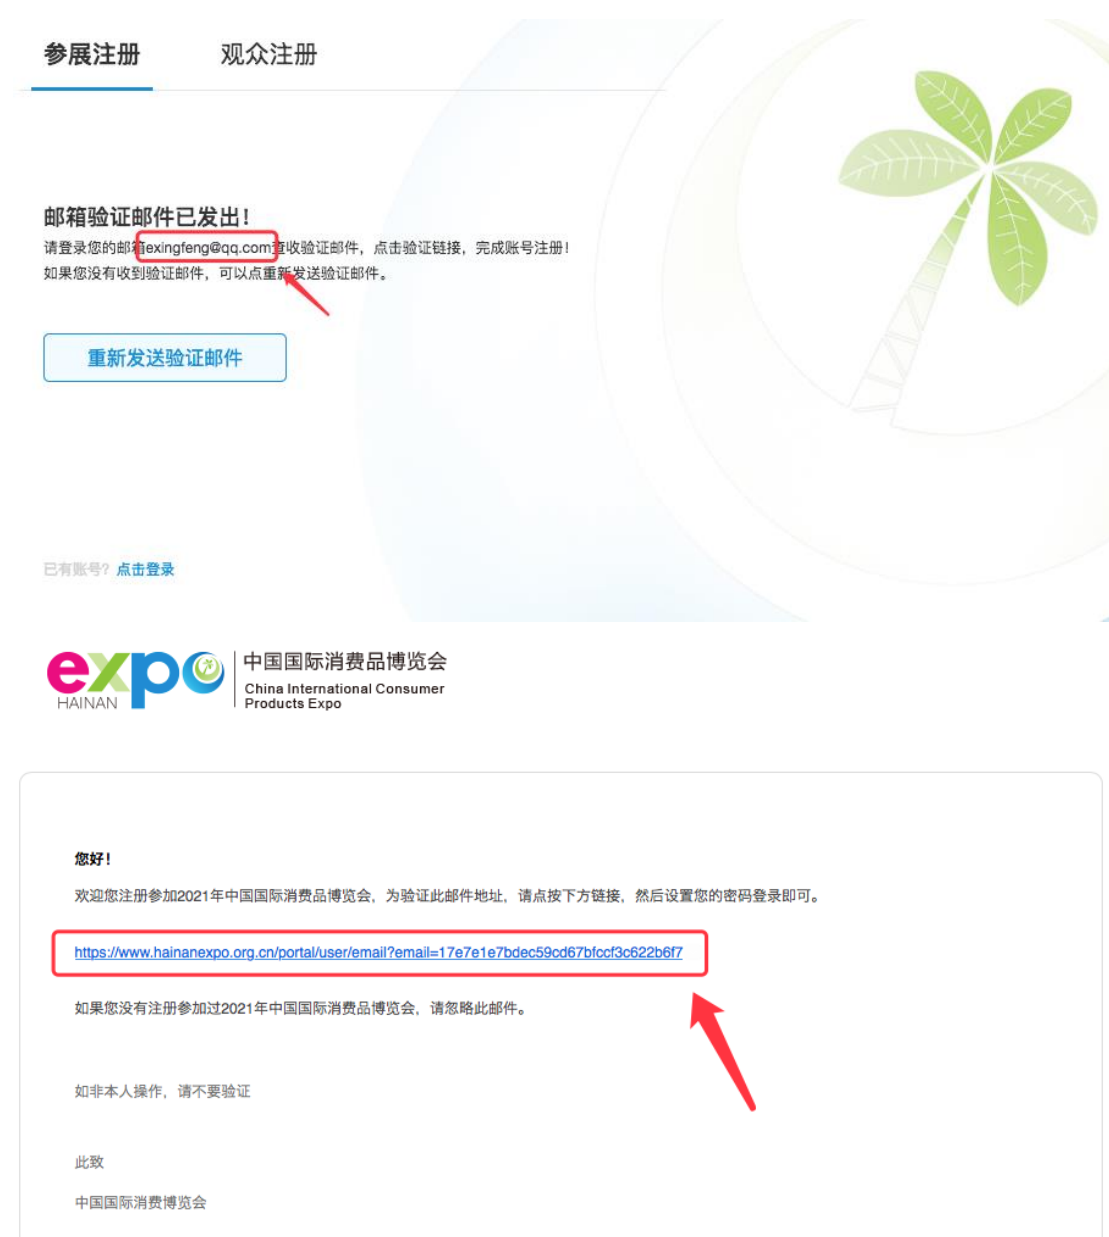 参展注册
观众注册
邮箱验证邮件已发出！
请登录您的邮箱exingfeng@qq.com查收验证邮件，点击验证链接，完成账号注册！
如果您没有收到验证邮件，可以点重新发送验证邮件。
重新发送验证邮件
已有账号？点击登录
expo
HAINAN
中国国际消费品博览会
China International Consumer
Products Expo
您好！
欢迎您注册参加2021年中国国际消费品博览会，为验证此邮件地址，请点按下方链接，然后设置您的密码登录即可。
https://www.hainanexpo.org.cn/portal/user/email?email=17e7e1e7bdec59cd67bfccf3c622b6f7
如果您没有注册参加过2021年中国国际消费品博览会，请忽略此邮件。
如非本人操作，请不要验证
此致
中国国际消费博览会